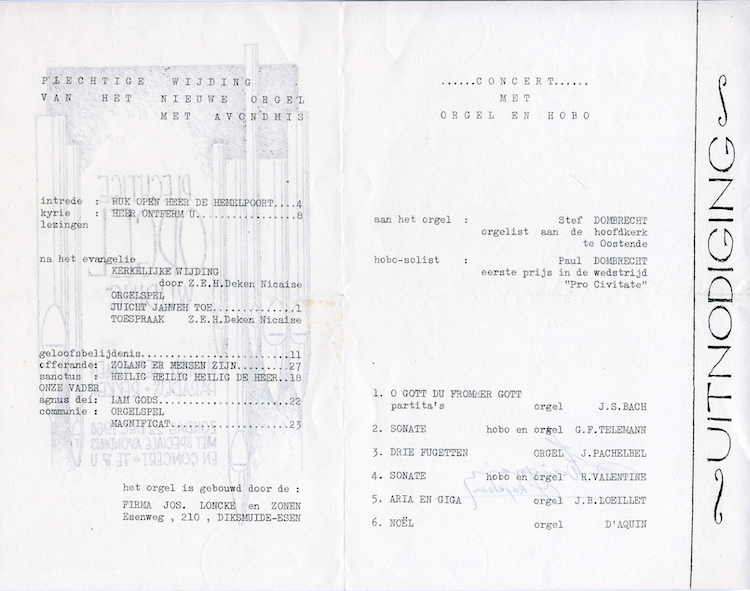 PLECHTIGE WIJDING
VAN HET NIEUWE ORGEL
MET AVONDMIS
intrede : RUK OPEN HEER DE HEMELPOORT....4
kyrie : HEER ONTFERM U..................8
lezingen
na het evangelie
KERKELIJKE WIJDING
door Z.E.H.Deken Nicaise
ORGELSPEL
JUICHT JAHWEH TOE...............1
TOESPRAAK Z.E.H.Deken Nicaise
geloofsbelijdenis......................11
offerande: ZOLANG ER MENSEN ZIJN........27
sanctus : HEILIG HEILIG HEILIG DE HEER..18
ONZE VADER
agnus dei: LAM GODS....................22
communie : ORGELSPEL
MAGNIFICAT...................23
het orgel is gebouwd door de :
FIRMA JOS. LONCKE en ZONEN
Esenweg , 210 , DIKSMUIDE-ESEN
......CONCERT.....
MET
ORGEL EN HOBO
aan het orgel : Stef DOMBRECHT
orgelist aan de hoofdkerk
te Oostende
hobo-solist : Paul DOMBRECHT
eerste prijs in de wedstrijd
"Pro Civitate"
1. O GOTT DU FROMMER GOTT
partita's orgel J.S.BACH
2. SONATE hobo en orgel G.F.TELEMANN
3. DRIE FUGETTEN ORGEL J.PACHELBEL
4. SONATE hobo en orgel R.VALENTINE
5. ARIA EN GIGA orgel J.B.LOEILLET
6. NOËL orgel D'AQUIN
~UITNODIGING~